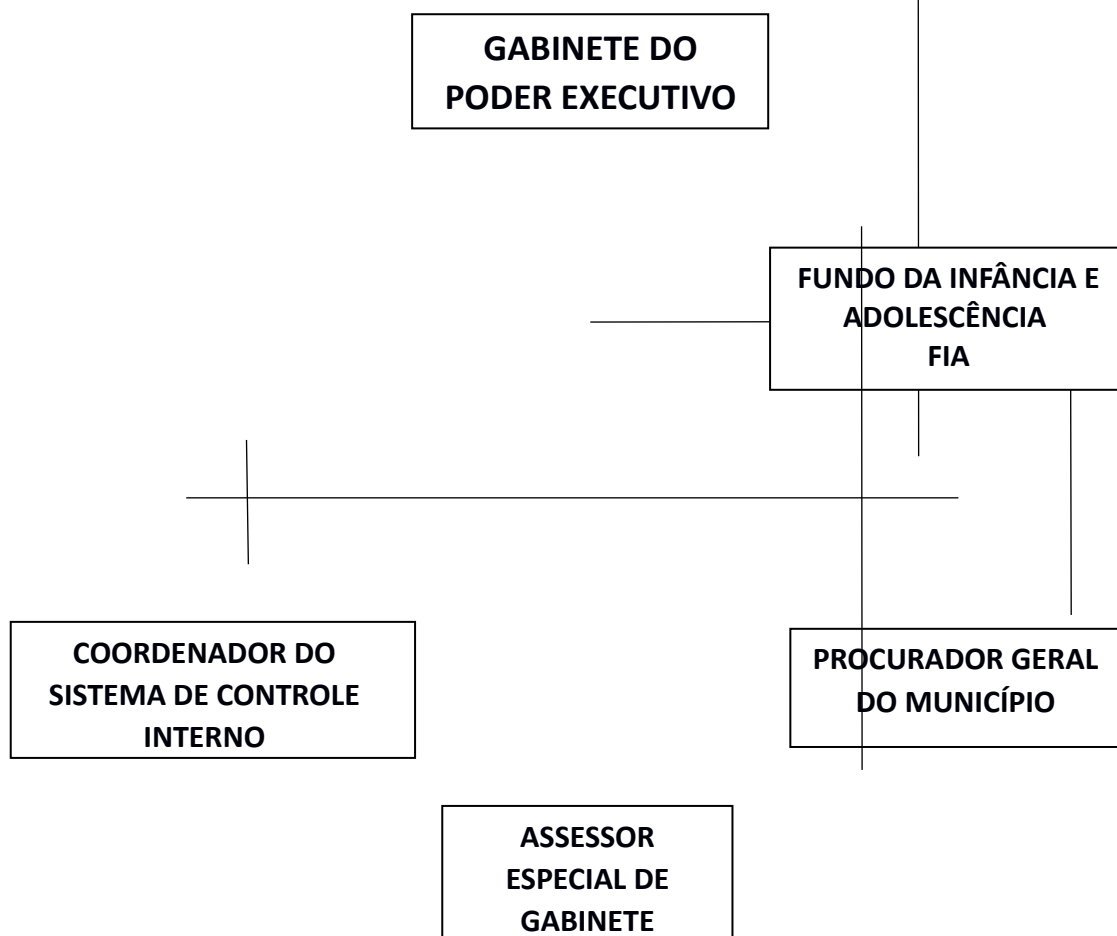 GABINETE DO
PODER EXECUTIVO
FUNDO DA INFÂNCIA E
ADOLESCÊNCIA
FIA
COORDENADOR DO
SISTEMA DE CONTROLE
INTERNO
PROCURADOR GERAL
DO MUNICÍPIO
ASSESSOR
ESPECIAL DE
GABINETE